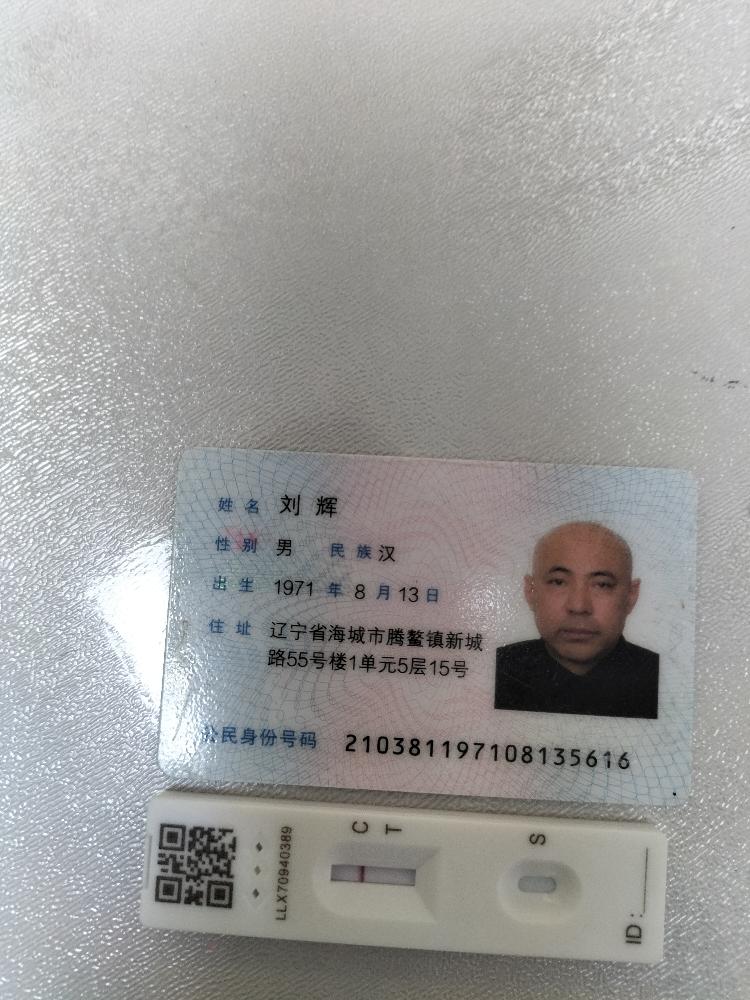 姓名 刘辉
性别 男 民族 汉
出生 1971 年 8 月 13 日
住址 辽宁省海城市腾鳌镇新城
路55号楼1单元5层15号
公民身份号码 210381197108135616
LLX70940389
C
T
S
ID: